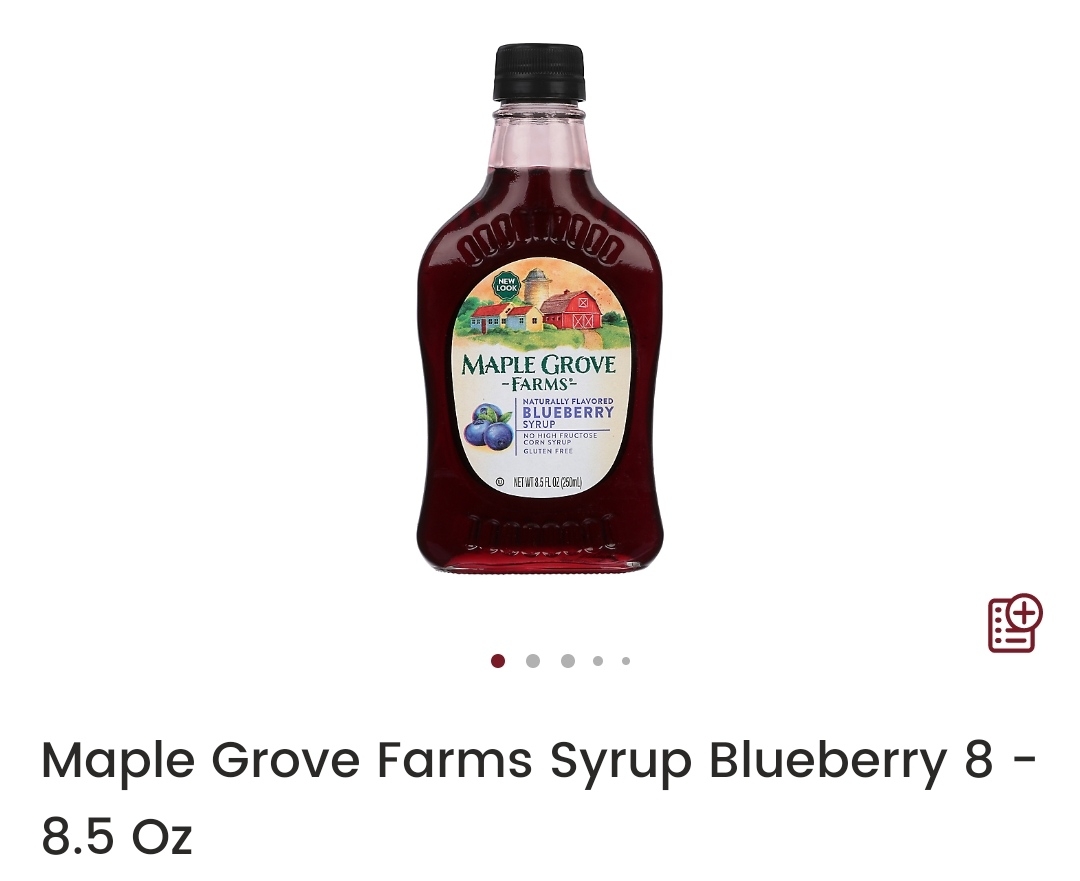 NEW
LOOK
MAPLE GROVE
-FARMS®-
NATURALLY FLAVORED
BLUEBERRY
SYRUP
NO HIGH FRUCTOSE
CORN SYRUP
GLUTEN FREE
U NET WT 8.5 FL OZ (250mL)
Maple Grove Farms Syrup Blueberry 8 -
8.5 Oz